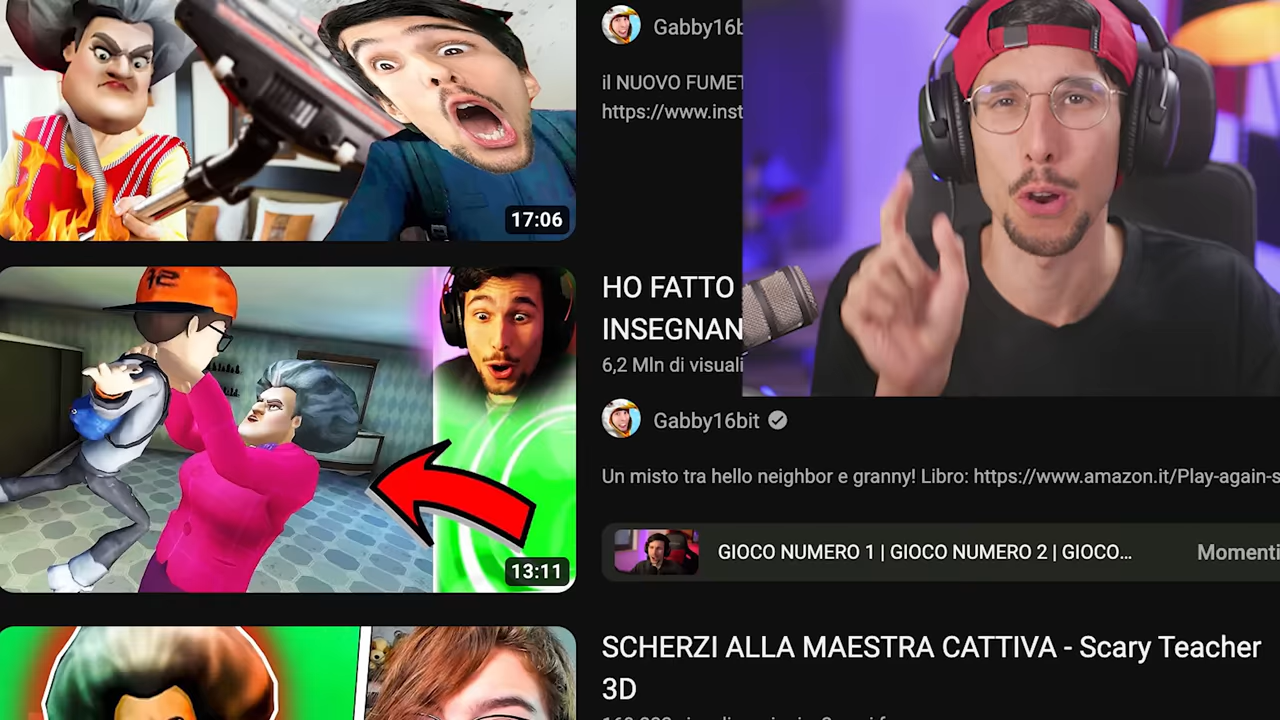 Gabby16b
il NUOVO FUMET
https://www.inst
17:06
HO FATTO
INSEGNAN
6,2 Mln di visuali
Gabby16bit
Un misto tra hello neighbor e granny! Libro: https://www.amazon.it/Play-again-s
GIOCO NUMERO 1 | GIOCO NUMERO 2 | GIOCO... Momenti
13:11
SCHERZI ALLA MAESTRA CATTIVA - Scary Teacher
3D